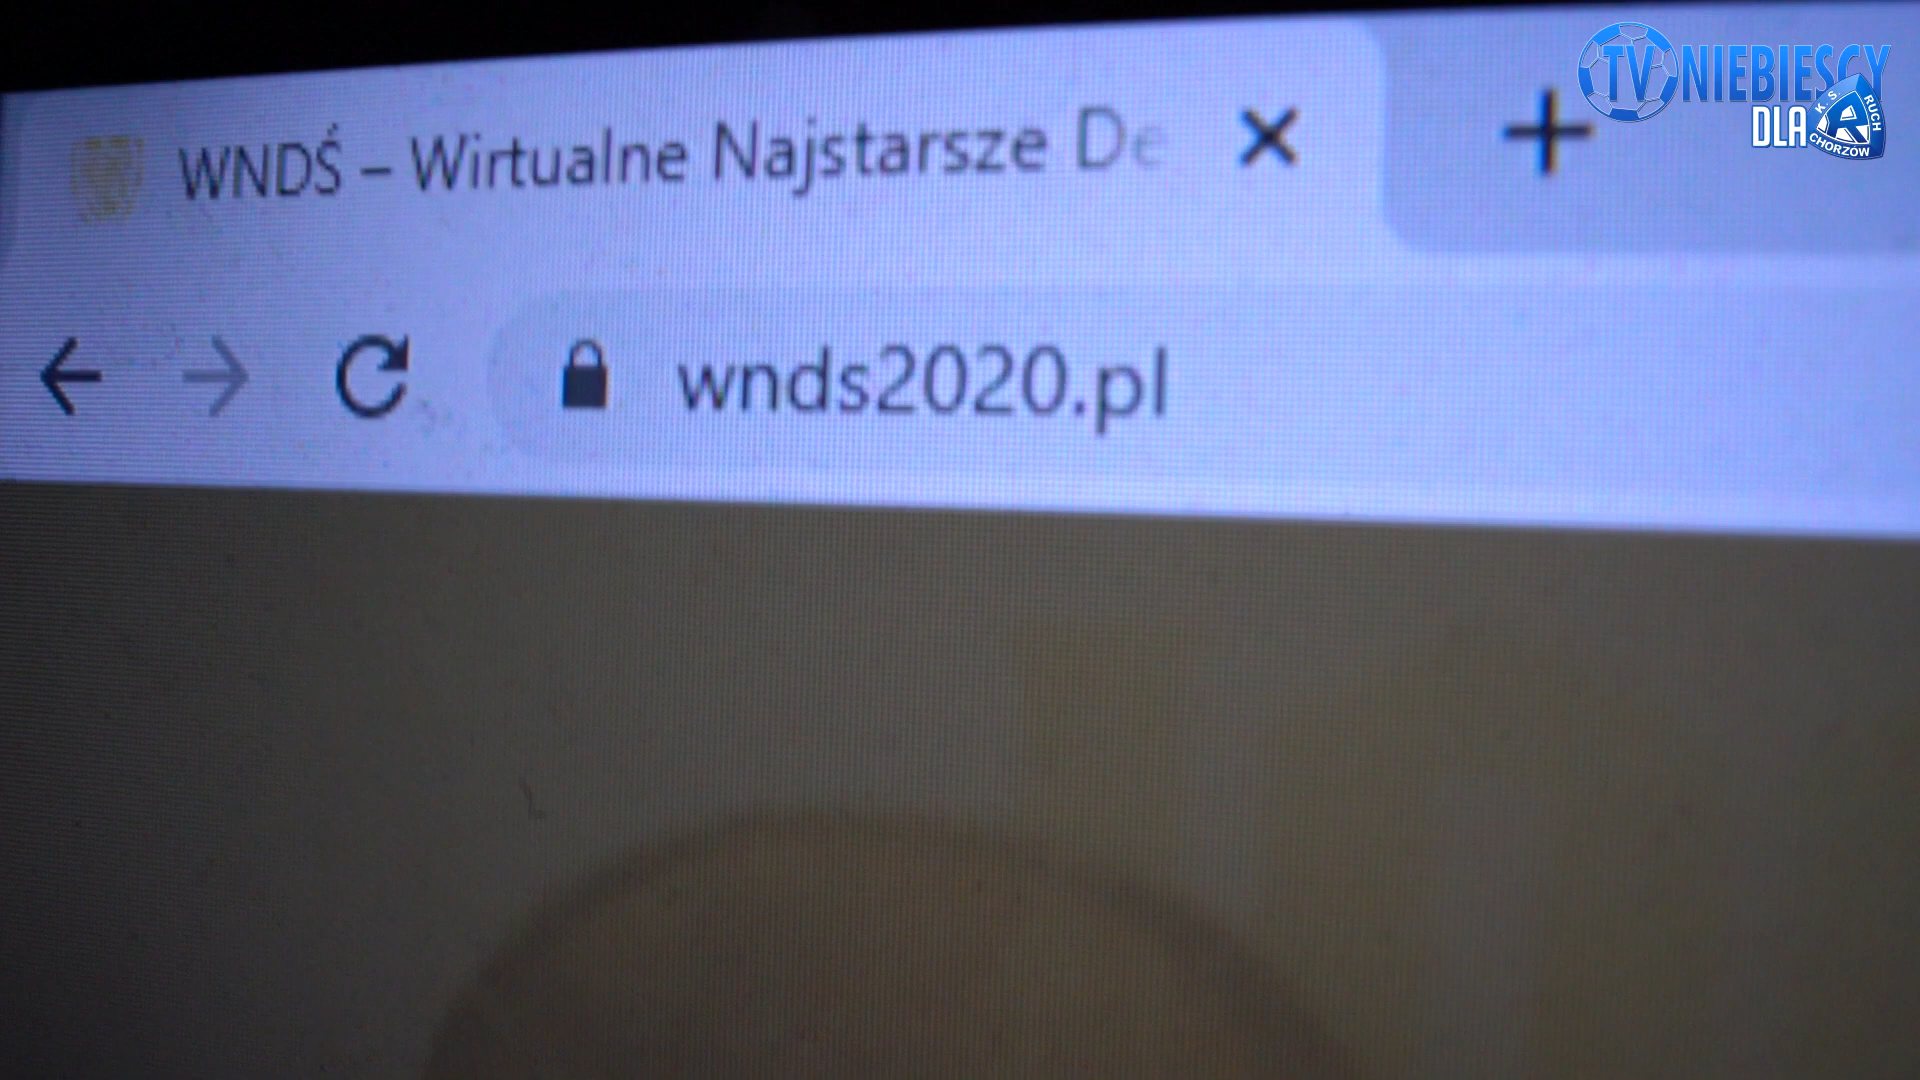 WNDŚ – Wirtualne Najstarsze De
wnds2020.pl
TV NIEBIESCY
DLA
K. S. RUCH
CHORZÓW